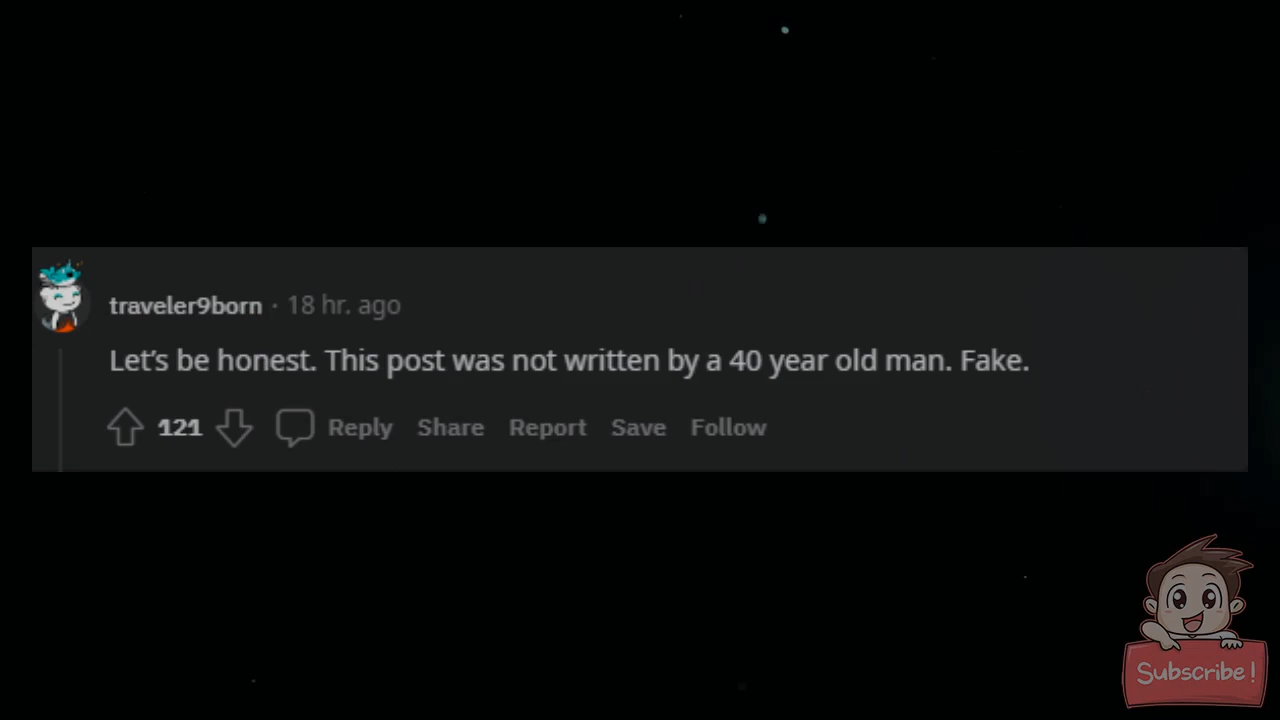 traveler9born · 18 hr. ago
Let's be honest. This post was not written by a 40 year old man. Fake.
121 Reply Share Report Save Follow
Subscribe!